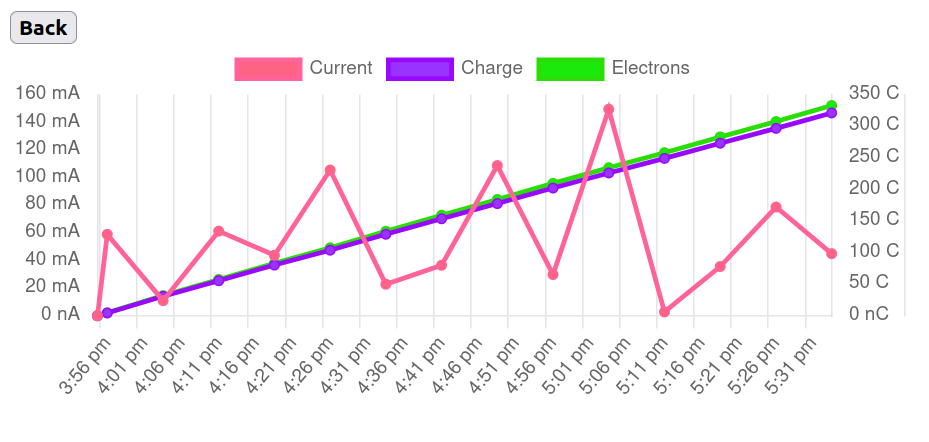 Back
Current Charge Electrons
160 mA
140 mA
120 mA
100 mA
80 mA
60 mA
40 mA
20 mA
0 nA
350 C
300 C
250 C
200 C
150 C
100 C
50 C
0 nC
3:56 pm
4:01 pm
4:06 pm
4:11 pm
4:16 pm
4:21 pm
4:26 pm
4:31 pm
4:36 pm
4:41 pm
4:46 pm
4:51 pm
4:56 pm
5:01 pm
5:06 pm
5:11 pm
5:16 pm
5:21 pm
5:26 pm
5:31 pm